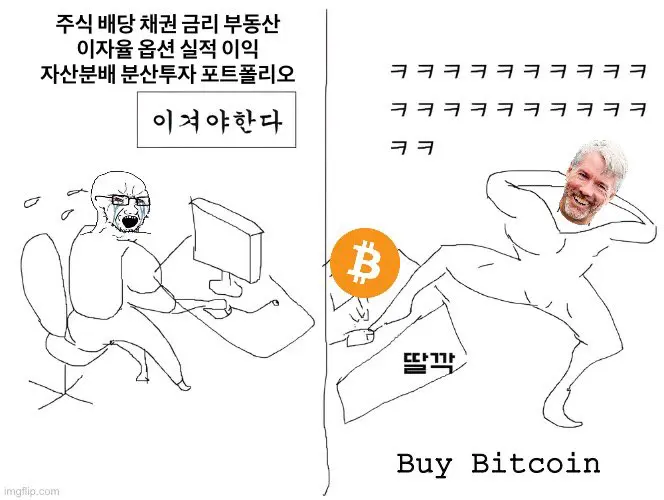 주식 배당 채권 금리 부동산
이자율 옵션 실적 이익
자산분배 분산투자 포트폴리오
이겨야한다
ㅋㅋㅋㅋㅋㅋㅋㅋㅋㅋ
ㅋㅋㅋㅋㅋㅋㅋㅋㅋㅋ
ㅋㅋ
₿
딸깍
Buy Bitcoin
imgflip.com